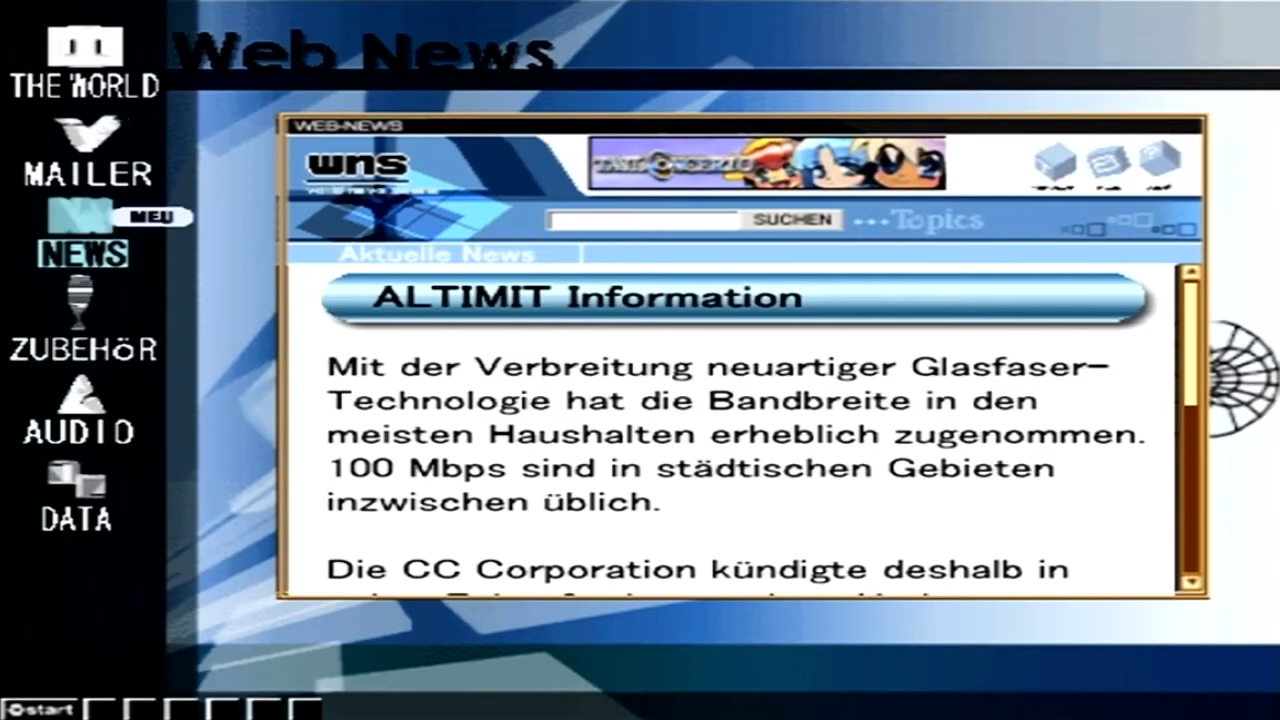 THE WORLD
MAILER
MEU
NEWS
ZUBEHÖR
AUDIO
DATA
Web News
WEB-NEWS
wns
SUCHEN
Topics
Aktuelle News
ALTIMIT Information
Mit der Verbreitung neuartiger Glasfaser-
Technologie hat die Bandbreite in den
meisten Haushalten erheblich zugenommen.
100 Mbps sind in städtischen Gebieten
inzwischen üblich.
Die CC Corporation kündigte deshalb in
start